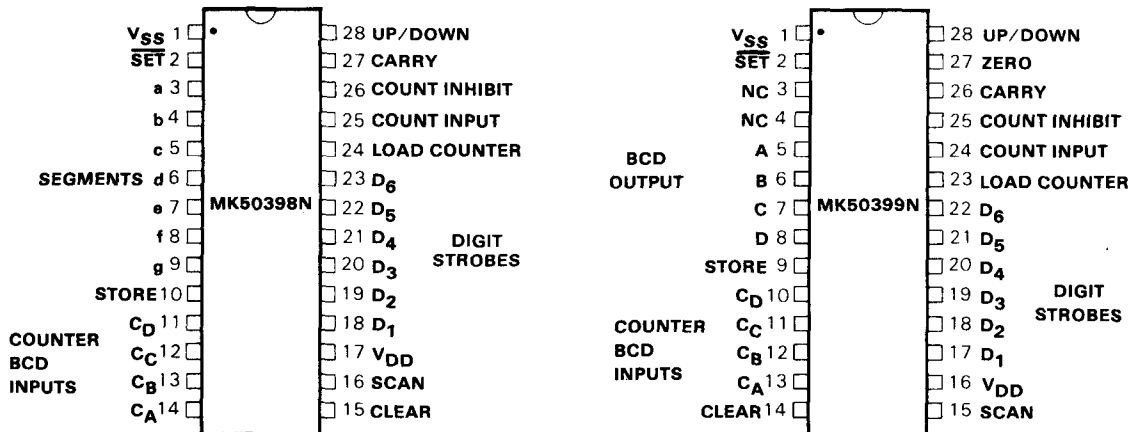 VSS 1
SET 2
a 3
b 4
c 5
SEGMENTS d 6
e 7
f 8
g 9
STORE 10
COUNTER BCD INPUTS
CD 11
CC 12
CB 13
CA 14
MK50398N
28 UP/DOWN
27 CARRY
26 COUNT INHIBIT
25 COUNT INPUT
24 LOAD COUNTER
23 D6
22 D5
21 D4
20 D3
19 D2
18 D1
DIGIT STROBES
17 VDD
16 SCAN
15 CLEAR
VSS 1
SET 2
NC 3
NC 4
BCD OUTPUT
A 5
B 6
C 7
D 8
STORE 9
COUNTER BCD INPUTS
CD 10
CC 11
CB 12
CA 13
CLEAR 14
MK50399N
28 UP/DOWN
27 ZERO
26 CARRY
25 COUNT INHIBIT
24 COUNT INPUT
23 LOAD COUNTER
22 D6
21 D5
20 D4
19 D3
18 D2
17 D1
DIGIT STROBES
16 VDD
15 SCAN